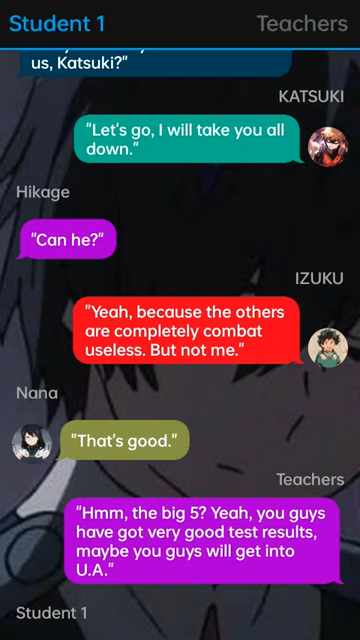 Student 1
Teachers
us, Katsuki?"
KATSUKI
"Let's go, I will take you all
down."
Hikage
"Can he?"
IZUKU
"Yeah, because the others
are completely combat
useless. But not me."
Nana
"That's good."
Teachers
"Hmm, the big 5? Yeah, you guys
have got very good test results,
maybe you guys will get into
U.A."
Student 1